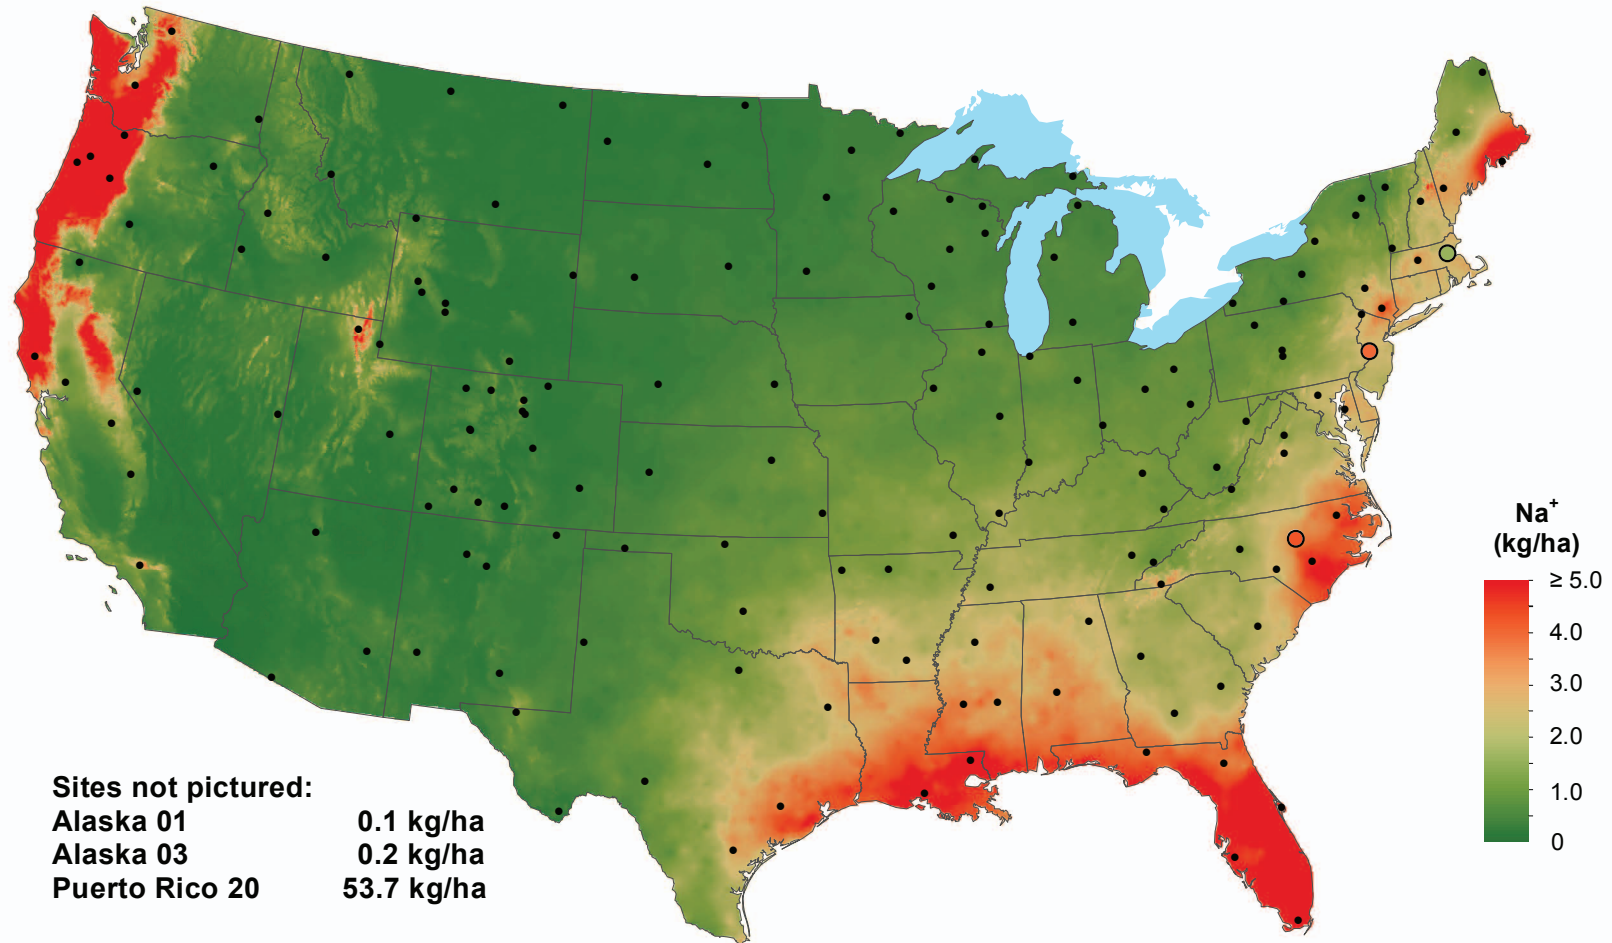 Na+
(kg/ha)
≥ 5.0
4.0
3.0
2.0
1.0
0
Sites not pictured:
Alaska 01 0.1 kg/ha
Alaska 03 0.2 kg/ha
Puerto Rico 20 53.7 kg/ha